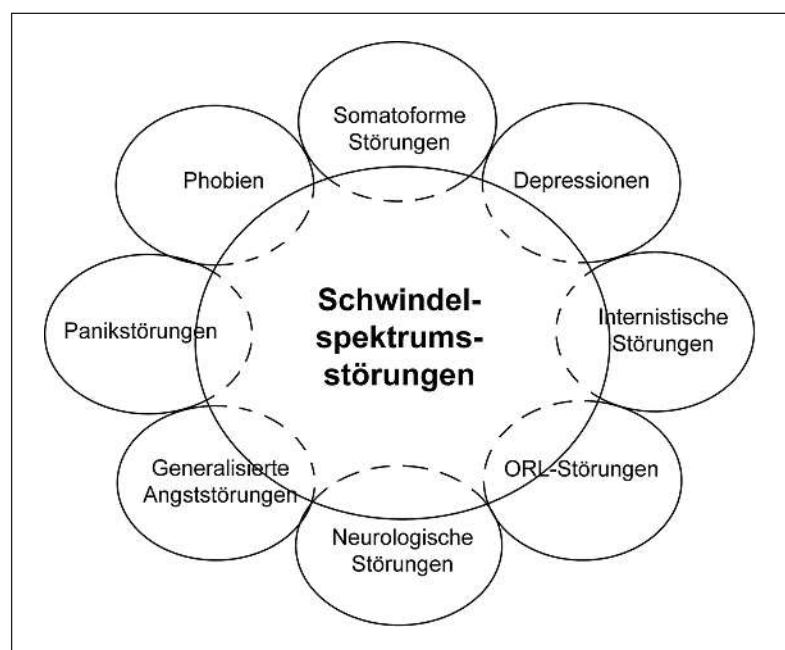 Somatoforme
Störungen
Phobien
Depressionen
Schwindel-
spektrums-
störungen
Panikstörungen
Internistische
Störungen
Generalisierte
Angststörungen
ORL-Störungen
Neurologische
Störungen